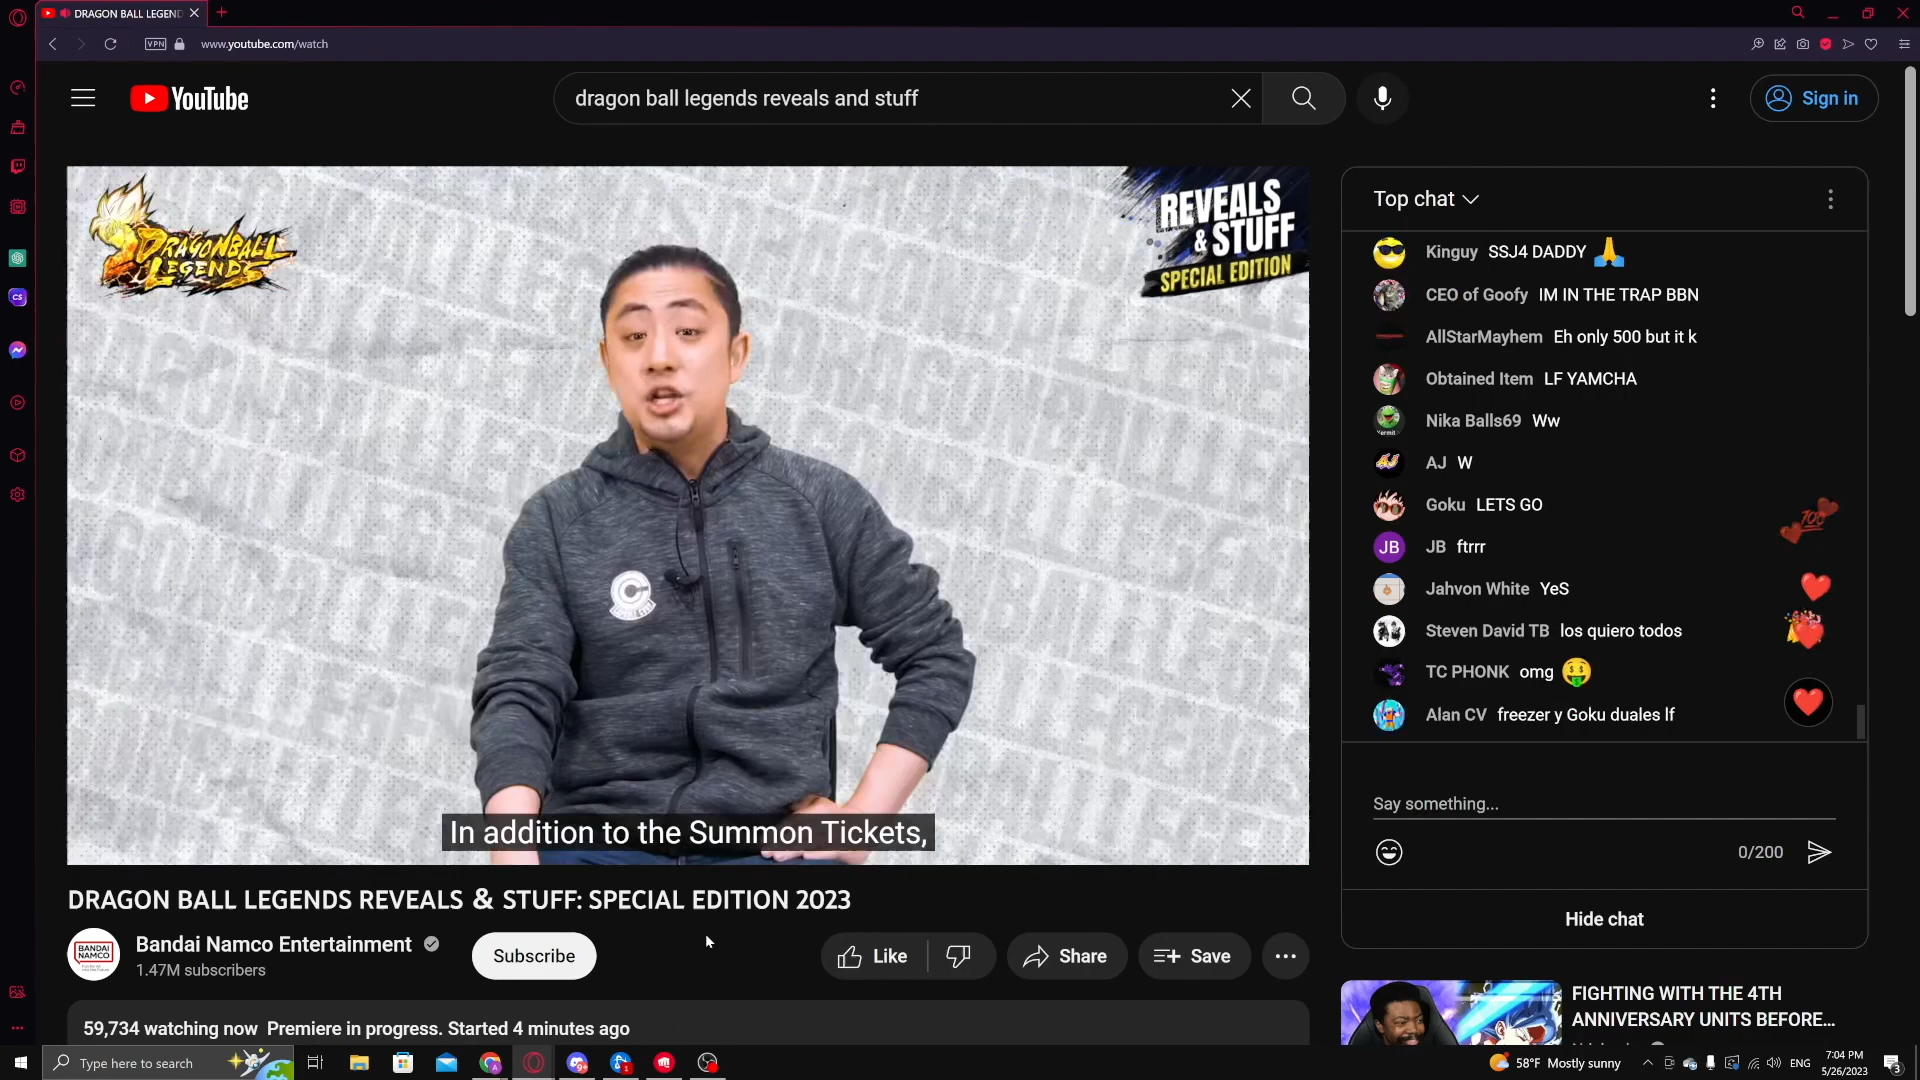 DRAGON BALL LEGEND
VPN
www.youtube.com/watch
YouTube
dragon ball legends reveals and stuff
Sign in
DRAGONBALL
LEGENDS
REVEALS
& STUFF
SPECIAL EDITION
In addition to the Summon Tickets,
Top chat
Kinguy SSJ4 DADDY 🙏
CEO of Goofy IM IN THE TRAP BBN
AllStarMayhem Eh only 500 but it k
Obtained Item LF YAMCHA
Nika Balls69 Ww
AJ W
Goku LETS GO
JB JB ftrrr
Jahvon White YeS
Steven David TB los quiero todos
TC PHONK omg 🤑
Alan CV freezer y Goku duales lf
Say something...
0/200
Hide chat
DRAGON BALL LEGENDS REVEALS & STUFF: SPECIAL EDITION 2023
BANDAI
NAMCO
Bandai Namco Entertainment
1.47M subscribers
Subscribe
Like
Share
Save
59,734 watching now Premiere in progress. Started 4 minutes ago
FIGHTING WITH THE 4TH
ANNIVERSARY UNITS BEFORE...
Type here to search
58°F Mostly sunny
ENG
7:04 PM
5/26/2023
3